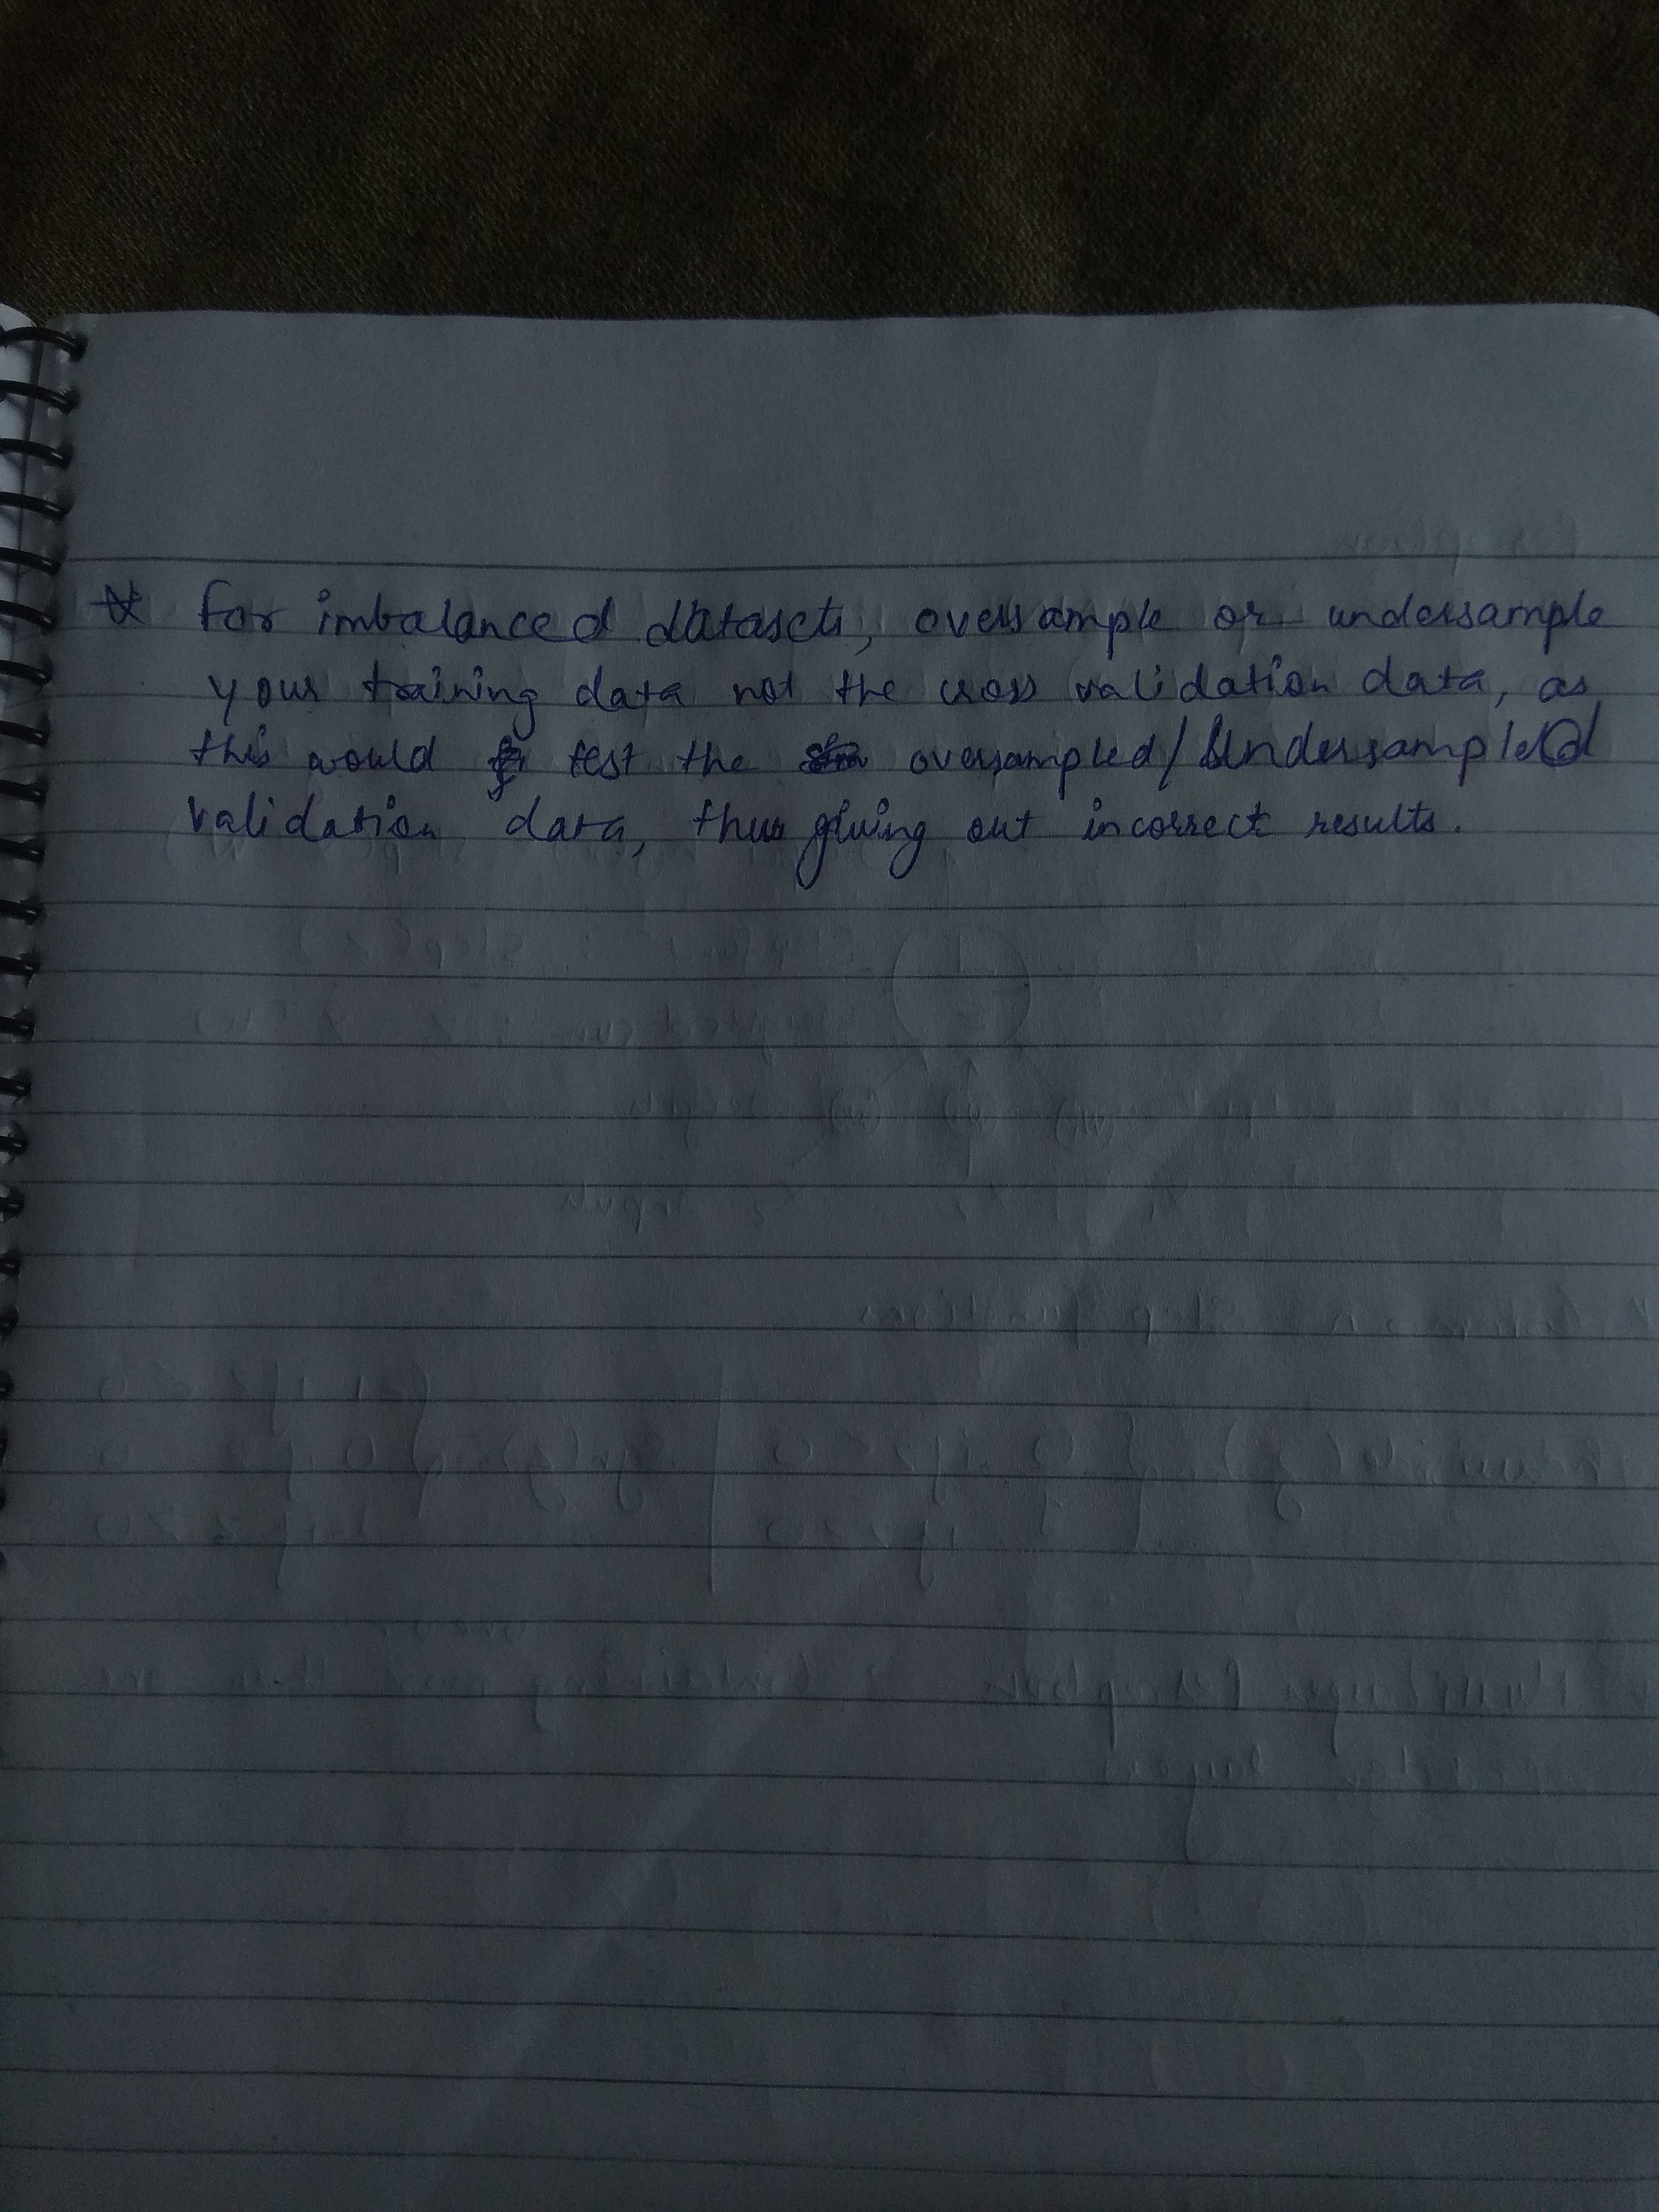 * For imbalanced datasets, oversample or undersample
your training data not the cross validation data, as
this would test the oversampled/Undersampled
validation data, thus giving out incorrect results.